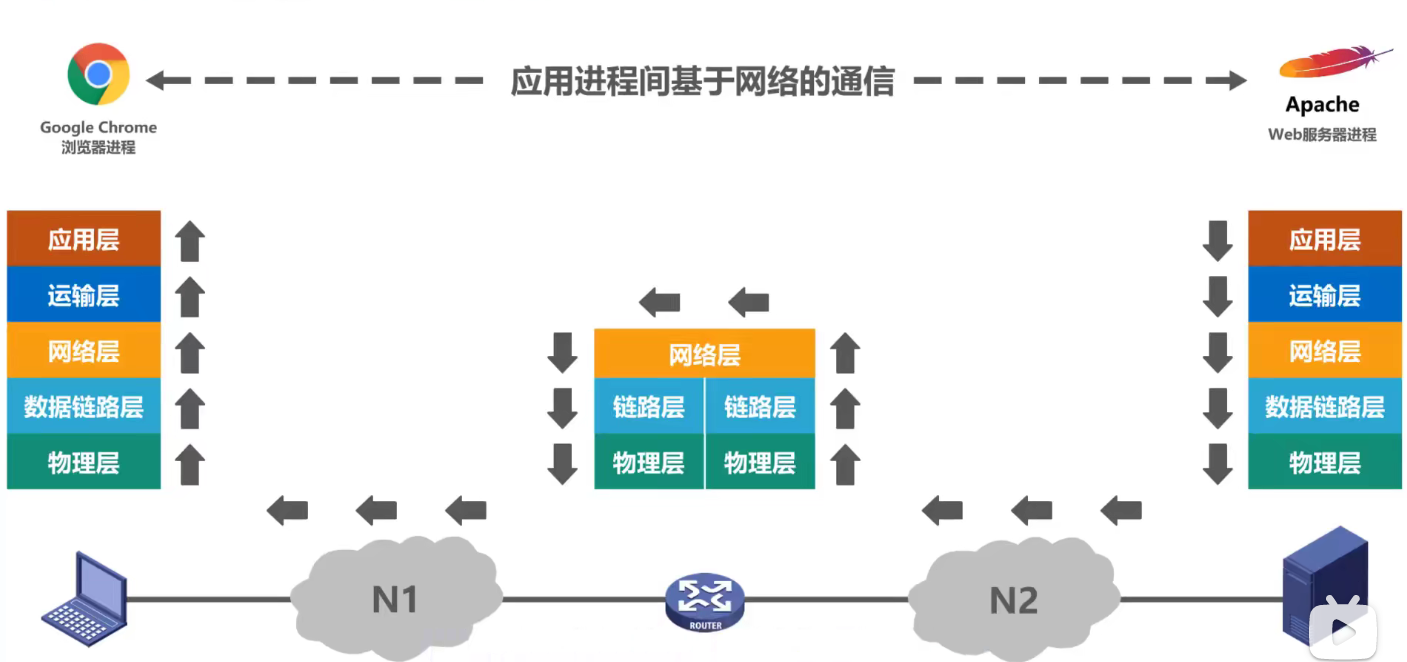 应用进程间基于网络的通信
Google Chrome
浏览器进程
Apache
Web服务器进程
应用层
运输层
网络层
数据链路层
物理层
网络层
链路层 链路层
物理层 物理层
应用层
运输层
网络层
数据链路层
物理层
N1
ROUTER
N2